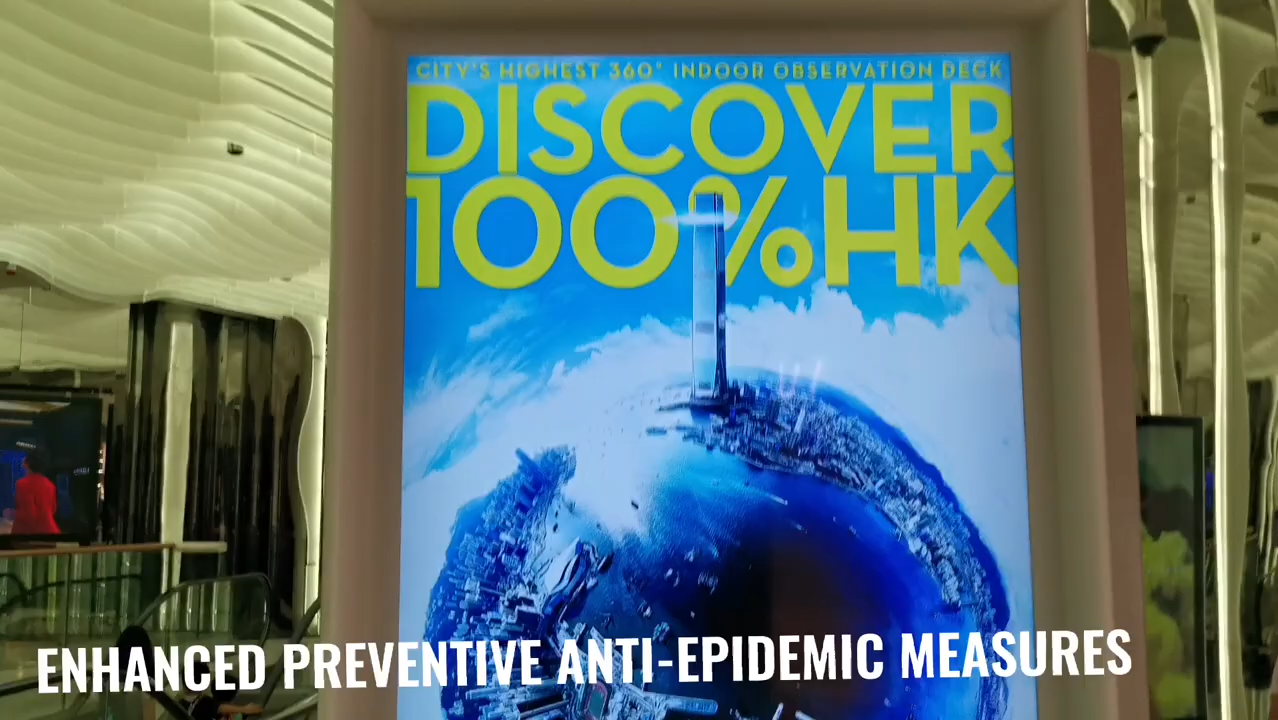 CITY'S HIGHEST 360° INDOOR OBSERVATION DECK
DISCOVER
100%HK
ENHANCED PREVENTIVE ANTI-EPIDEMIC MEASURES